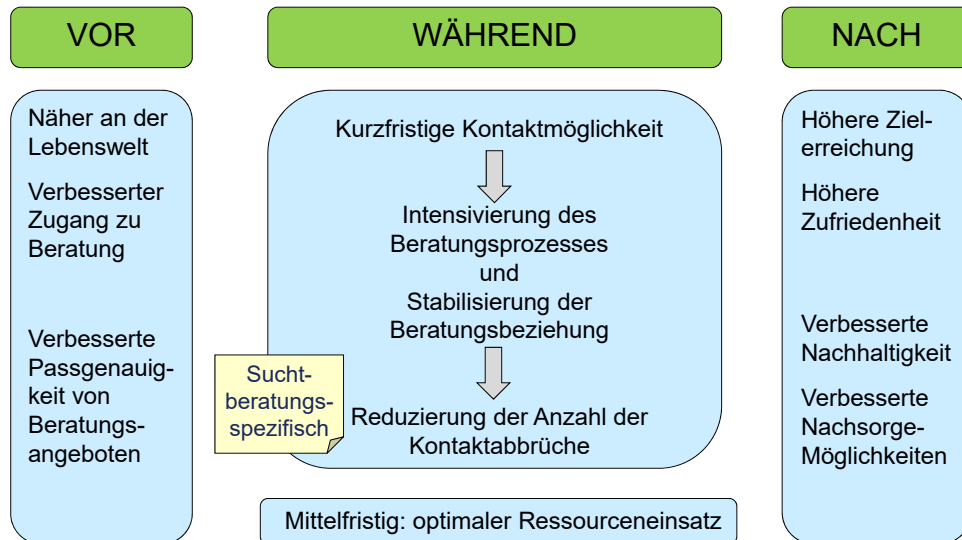 VOR
Näher an der
Lebenswelt
Verbesserter
Zugang zu
Beratung
Verbesserte
Passgenauig-
keit von
Beratungs-
angeboten
WÄHREND
Kurzfristige Kontaktmöglichkeit
Intensivierung des
Beratungsprozesses
und
Stabilisierung der
Beratungsbeziehung
Sucht-
beratungs-
spezifisch
Reduzierung der Anzahl der
Kontaktabbrüche
Mittelfristig: optimaler Ressourceneinsatz
NACH
Höhere Ziel-
erreichung
Höhere
Zufriedenheit
Verbesserte
Nachhaltigkeit
Verbesserte
Nachsorge-
Möglichkeiten